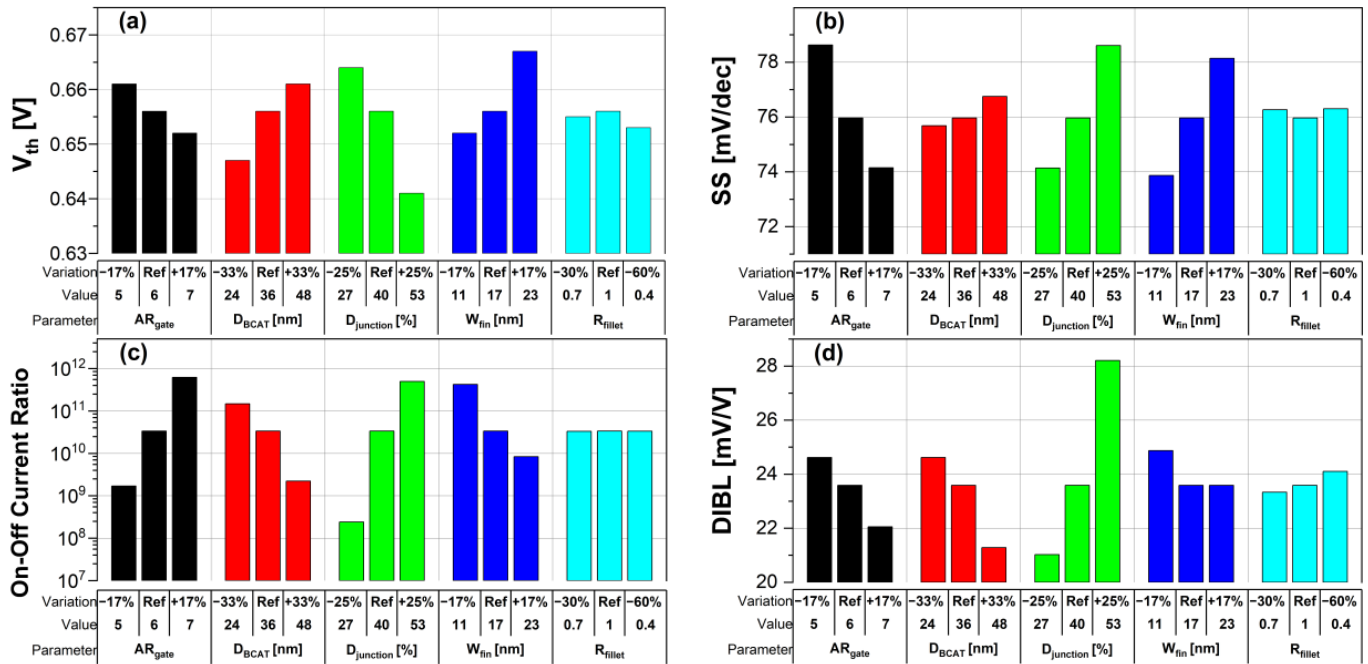 (a)
V_th [V]
0.67
0.66
0.65
0.64
0.63
Variation −17% Ref +17% −33% Ref +33% −25% Ref +25% −17% Ref +17% −30% Ref −60%
Value 5 6 7 24 36 48 27 40 53 11 17 23 0.7 1 0.4
Parameter AR_gate D_BCAT [nm] D_junction [%] W_fin [nm] R_fillet
(b)
SS [mV/dec]
78
76
74
72
−17% Ref +17% −33% Ref +33% −25% Ref +25% −17% Ref +17% −30% Ref −60%
Variation
Value 5 6 7 24 36 48 27 40 53 11 17 23 0.7 1 0.4
Parameter AR_gate D_BCAT [nm] D_junction [%] W_fin [nm] R_fillet
(c)
On-Off Current Ratio
10^12
10^11
10^10
10^9
10^8
10^7
Variation −17% Ref +17% −33% Ref +33% −25% Ref +25% −17% Ref +17% −30% Ref −60%
Value 5 6 7 24 36 48 27 40 53 11 17 23 0.7 1 0.4
Parameter AR_gate D_BCAT [nm] D_junction [%] W_fin [nm] R_fillet
(d)
DIBL [mV/V]
28
26
24
22
20
Variation −17% Ref +17% −33% Ref +33% −25% Ref +25% −17% Ref +17% −30% Ref −60%
Value 5 6 7 24 36 48 27 40 53 11 17 23 0.7 1 0.4
Parameter AR_gate D_BCAT [nm] D_junction [%] W_fin [nm] R_fillet